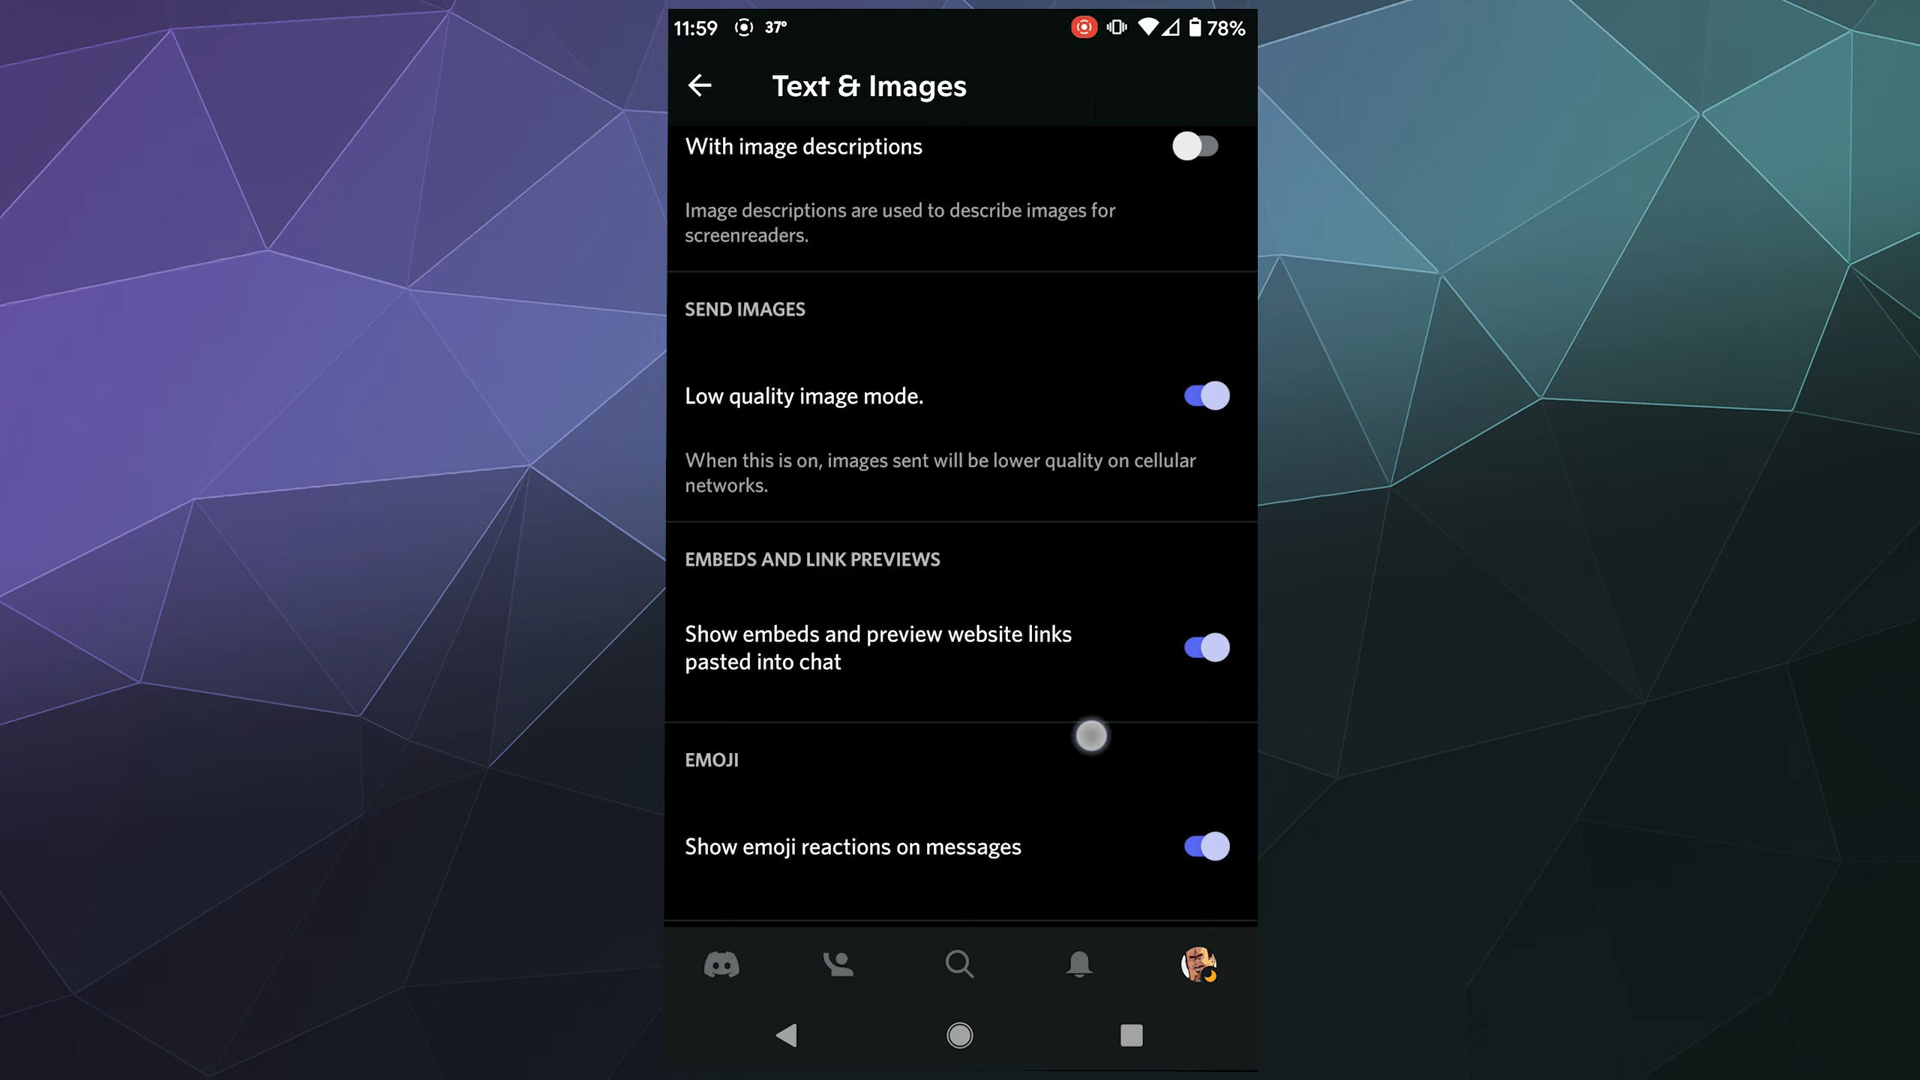 11:59 37° 78%
Text & Images
With image descriptions
Image descriptions are used to describe images for
screenreaders.
SEND IMAGES
Low quality image mode.
When this is on, images sent will be lower quality on cellular
networks.
EMBEDS AND LINK PREVIEWS
Show embeds and preview website links
pasted into chat
EMOJI
Show emoji reactions on messages